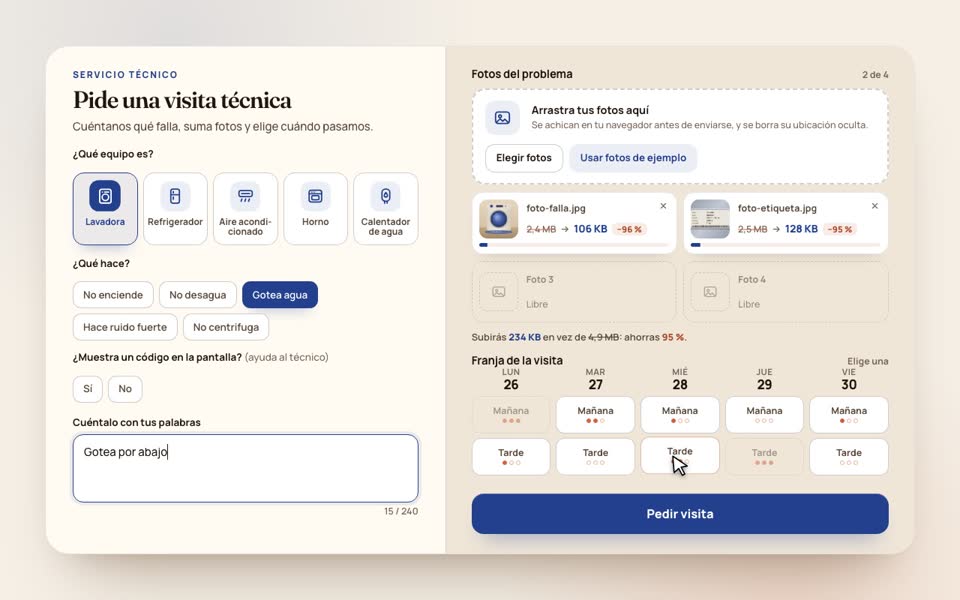 SERVICIO TÉCNICO
Pide una visita técnica
Cuéntanos qué falla, suma fotos y elige cuándo pasamos.
¿Qué equipo es?
Lavadora
Refrigerador
Aire acondi-
cionado
Horno
Calentador
de agua
¿Qué hace?
No enciende
No desagua
Gotea agua
Hace ruido fuerte
No centrifuga
¿Muestra un código en la pantalla? (ayuda al técnico)
Sí
No
Cuéntalo con tus palabras
Gotea por abajo
15 / 240
Fotos del problema
2 de 4
Arrastra tus fotos aquí
Se achican en tu navegador antes de enviarse, y se borra su ubicación oculta.
Elegir fotos
Usar fotos de ejemplo
foto-falla.jpg
2,4 MB → 106 KB −96 %
foto-etiqueta.jpg
2,5 MB → 128 KB −95 %
Foto 3
Libre
Foto 4
Libre
Subirás 234 KB en vez de 4,9 MB: ahorras 95 %.
Franja de la visita
Elige una
LUN MAR MIÉ JUE VIE
26 27 28 29 30
Mañana Mañana Mañana Mañana Mañana
Tarde Tarde Tarde Tarde Tarde
Pedir visita